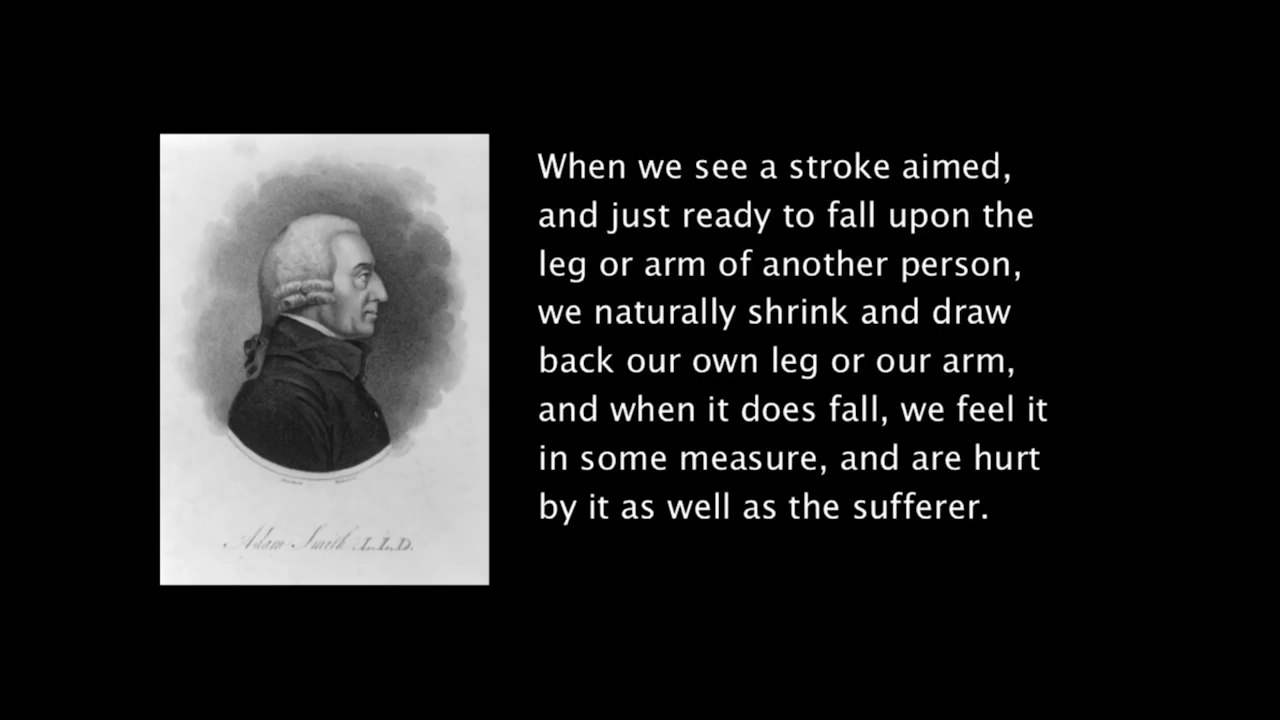 When we see a stroke aimed,
and just ready to fall upon the
leg or arm of another person,
we naturally shrink and draw
back our own leg or our arm,
and when it does fall, we feel it
in some measure, and are hurt
by it as well as the sufferer.
Adam Smith L.L.D.